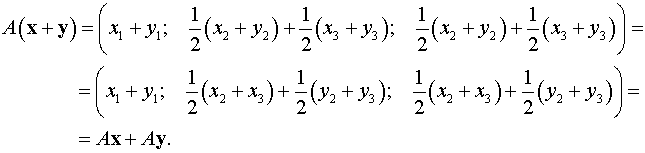 A(x + y) = (x₁ + y₁; 1/2(x₂ + y₂) + 1/2(x₃ + y₃); 1/2(x₂ + y₂) + 1/2(x₃ + y₃)) =
= (x₁ + y₁; 1/2(x₂ + x₃) + 1/2(y₂ + y₃); 1/2(x₂ + x₃) + 1/2(y₂ + y₃)) =
= Ax + Ay.